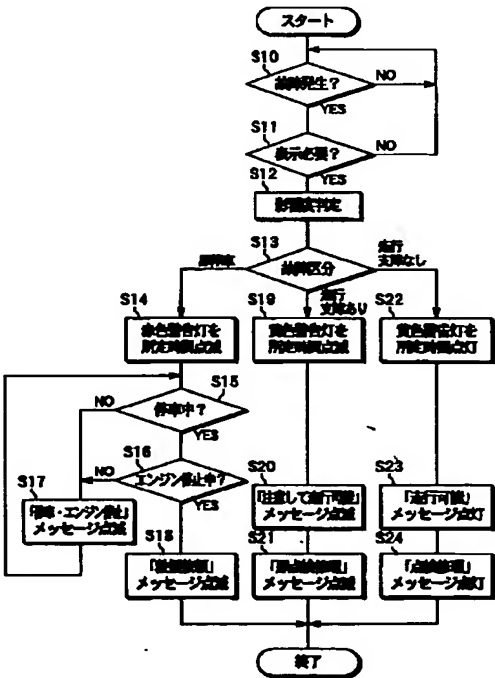 スタート
S10
故障発生?
NO
YES
S11
表示必要?
NO
YES
S12
影響度判定
S13
故障区分
走行
支障なし
走行
支障あり
S14
赤色警告灯を
所定時間点滅
S19
黄色警告灯を
所定時間点滅
S22
黄色警告灯を
所定時間点灯
S15
停車中?
NO
YES
S16
エンジン停止中?
NO
YES
S17
「停車・エンジン停止」
メッセージ点滅
S18
メッセージ点滅
S20
「注意して走行可能」
メッセージ点滅
S21
メッセージ点滅
S23
「走行可能」
メッセージ点灯
S24
「点検修理」
メッセージ点灯
終了